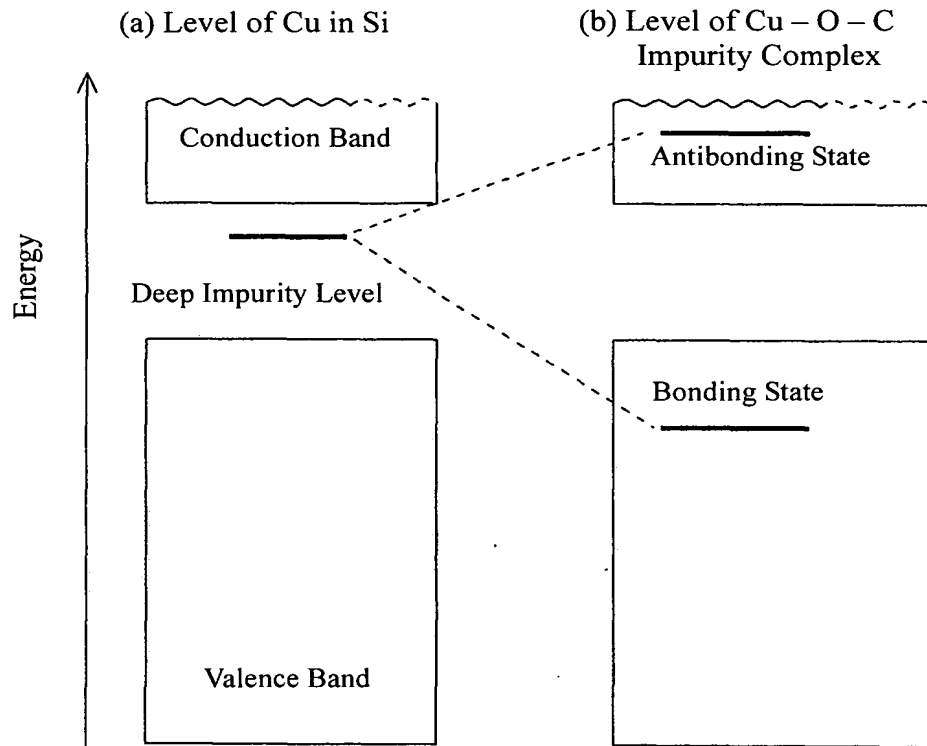 (a) Level of Cu in Si
(b) Level of Cu – O – C
Impurity Complex
Energy
Conduction Band
Deep Impurity Level
Valence Band
Antibonding State
Bonding State